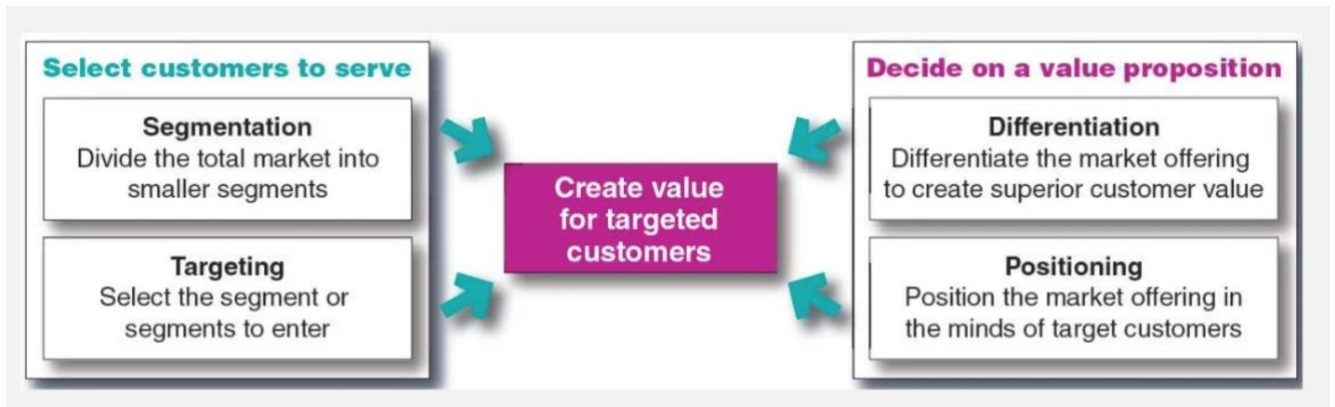 Select customers to serve
Segmentation
Divide the total market into
smaller segments
Targeting
Select the segment or
segments to enter
Create value
for targeted
customers
Decide on a value proposition
Differentiation
Differentiate the market offering
to create superior customer value
Positioning
Position the market offering in
the minds of target customers